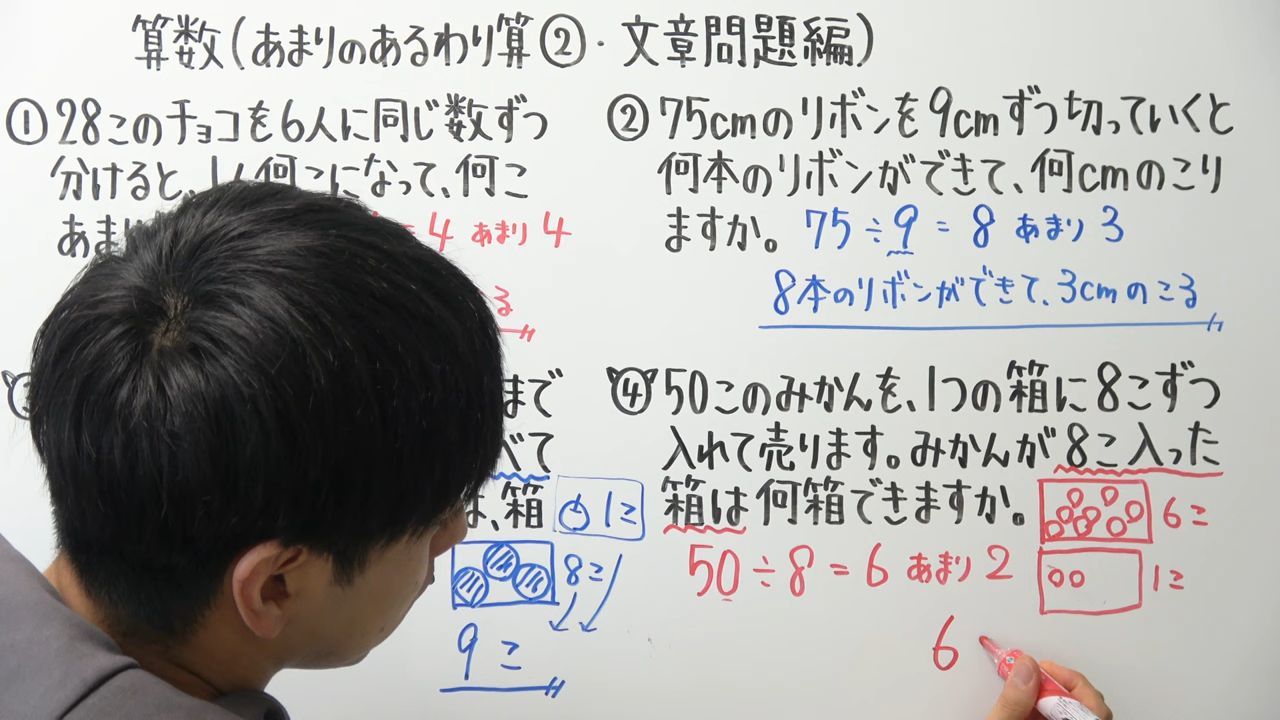 算数(あまりのあるわり算②・文章問題編)
①28このチョコを6人に同じ数ずつ
分けると、1人何こになって、何こ
あまり
= 4 あまり 4
る
②75cmのリボンを9cmずつ切っていくと
何本のリボンができて、何cmのこり
ますか。 75÷9=8 あまり 3
8本のリボンができて、3cmのこる
まで
べて
は、箱 1こ
8こ
9こ
④50このみかんを、1つの箱に8こずつ
入れて売ります。みかんが8こ入った
箱は何箱できますか。 6こ
50÷8=6 あまり 2 1こ
6